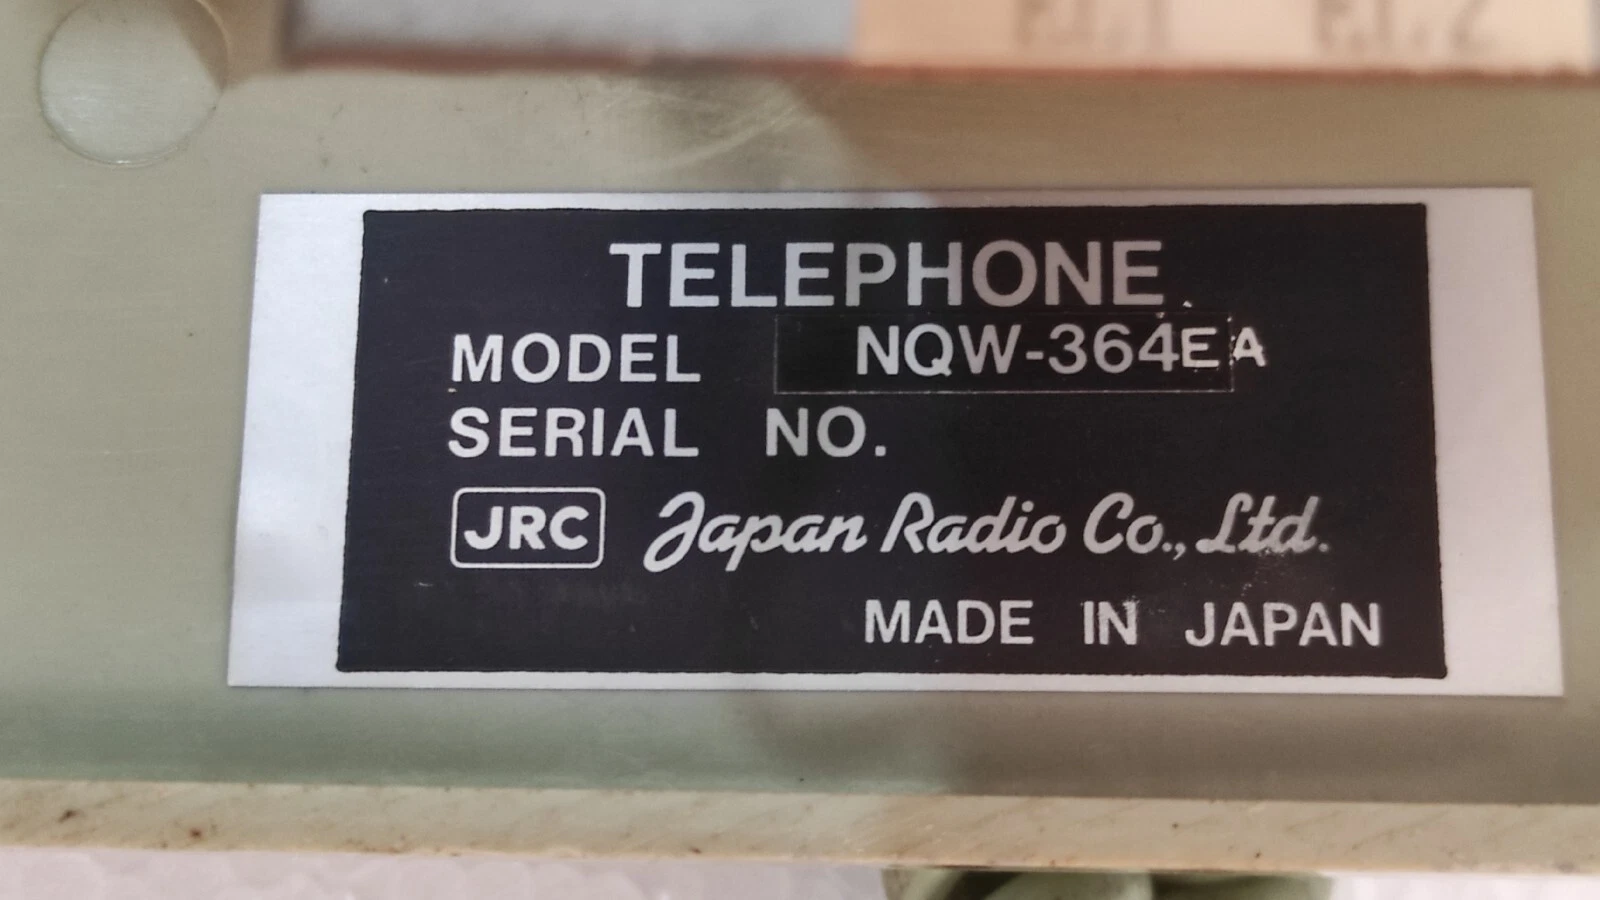 TELEPHONE
MODEL NQW-364EA
SERIAL NO.
JRC Japan Radio Co., Ltd.
MADE IN JAPAN